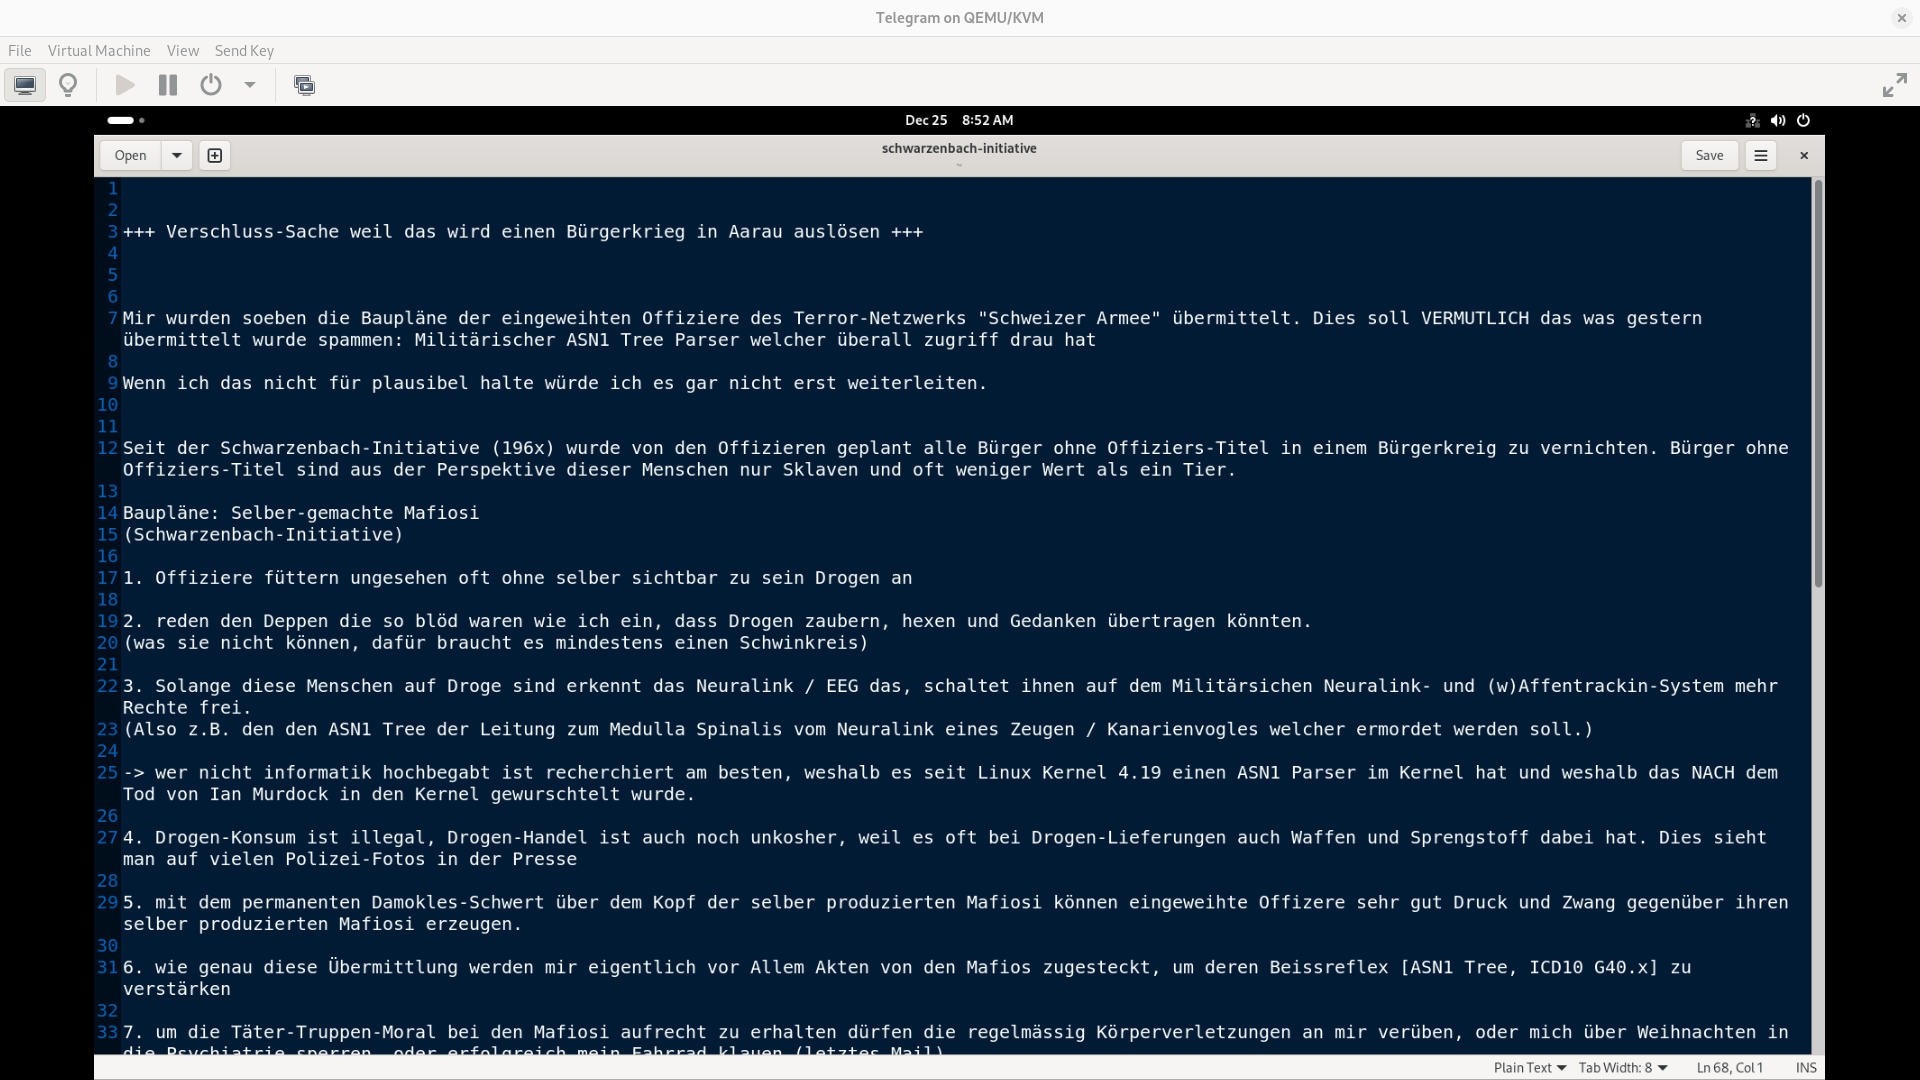 Telegram on QEMU/KVM
File Virtual Machine View Send Key
Dec 25 8:52 AM
Open
schwarzenbach-initiative
~
Save
1
2
3 +++ Verschluss-Sache weil das wird einen Bürgerkrieg in Aarau auslösen +++
4
5
6
7 Mir wurden soeben die Baupläne der eingeweihten Offiziere des Terror-Netzwerks "Schweizer Armee" übermittelt. Dies soll VERMUTLICH das was gestern
übermittelt wurde spammen: Militärischer ASN1 Tree Parser welcher überall zugriff drau hat
8
9 Wenn ich das nicht für plausibel halte würde ich es gar nicht erst weiterleiten.
10
11
12 Seit der Schwarzenbach-Initiative (196x) wurde von den Offizieren geplant alle Bürger ohne Offiziers-Titel in einem Bürgerkreig zu vernichten. Bürger ohne
Offiziers-Titel sind aus der Perspektive dieser Menschen nur Sklaven und oft weniger Wert als ein Tier.
13
14 Baupläne: Selber-gemachte Mafiosi
15 (Schwarzenbach-Initiative)
16
17 1. Offiziere füttern ungesehen oft ohne selber sichtbar zu sein Drogen an
18
19 2. reden den Deppen die so blöd waren wie ich ein, dass Drogen zaubern, hexen und Gedanken übertragen könnten.
20 (was sie nicht können, dafür braucht es mindestens einen Schwinkreis)
21
22 3. Solange diese Menschen auf Droge sind erkennt das Neuralink / EEG das, schaltet ihnen auf dem Militärsichen Neuralink- und (w)Affentrackin-System mehr
Rechte frei.
23 (Also z.B. den den ASN1 Tree der Leitung zum Medulla Spinalis vom Neuralink eines Zeugen / Kanarienvogles welcher ermordet werden soll.)
24
25 -> wer nicht informatik hochbegabt ist recherchiert am besten, weshalb es seit Linux Kernel 4.19 einen ASN1 Parser im Kernel hat und weshalb das NACH dem
Tod von Ian Murdock in den Kernel gewurschtelt wurde.
26
27 4. Drogen-Konsum ist illegal, Drogen-Handel ist auch noch unkosher, weil es oft bei Drogen-Lieferungen auch Waffen und Sprengstoff dabei hat. Dies sieht
man auf vielen Polizei-Fotos in der Presse
28
29 5. mit dem permanenten Damokles-Schwert über dem Kopf der selber produzierten Mafiosi können eingeweihte Offizere sehr gut Druck und Zwang gegenüber ihren
selber produzierten Mafiosi erzeugen.
30
31 6. wie genau diese Übermittlung werden mir eigentlich vor Allem Akten von den Mafios zugesteckt, um deren Beissreflex [ASN1 Tree, ICD10 G40.x] zu
verstärken
32
33 7. um die Täter-Truppen-Moral bei den Mafiosi aufrecht zu erhalten dürfen die regelmässig Körperverletzungen an mir verüben, oder mich über Weihnachten in
die Psychiatrie sperren, oder erfolgreich mein Fahrrad klauen (letztes Mail)
Plain Text Tab Width: 8 Ln 68, Col 1 INS